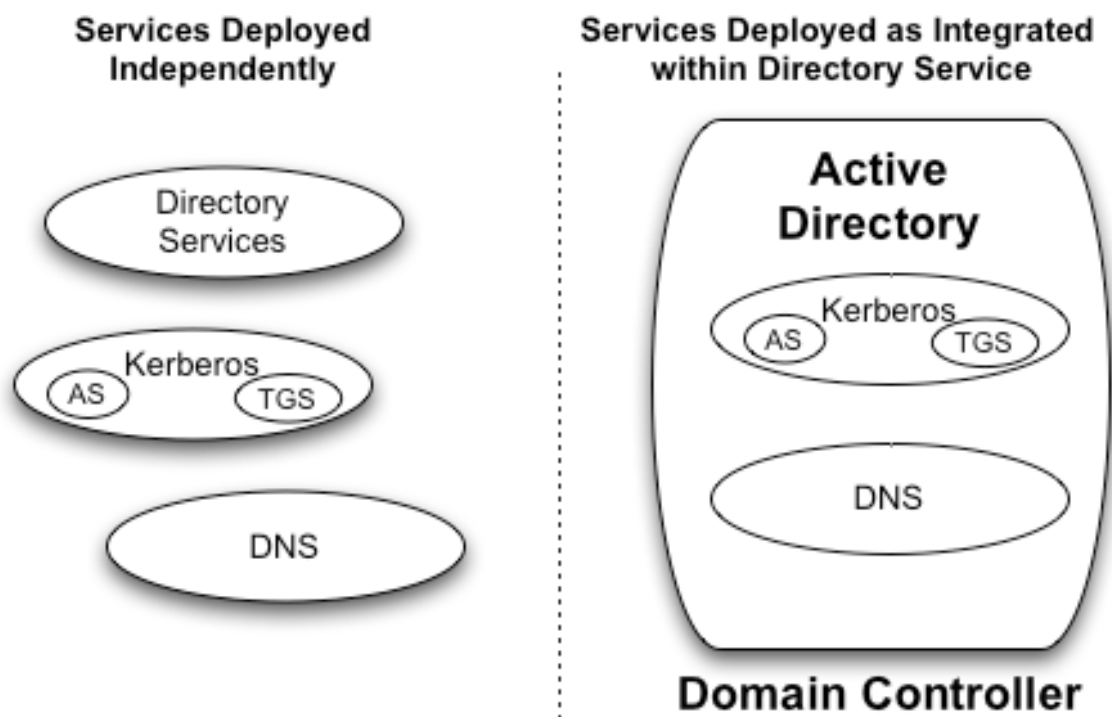 Services Deployed
Independently
Directory
Services
Kerberos
AS
TGS
DNS
Services Deployed as Integrated
within Directory Service
Active
Directory
Kerberos
AS
TGS
DNS
Domain Controller